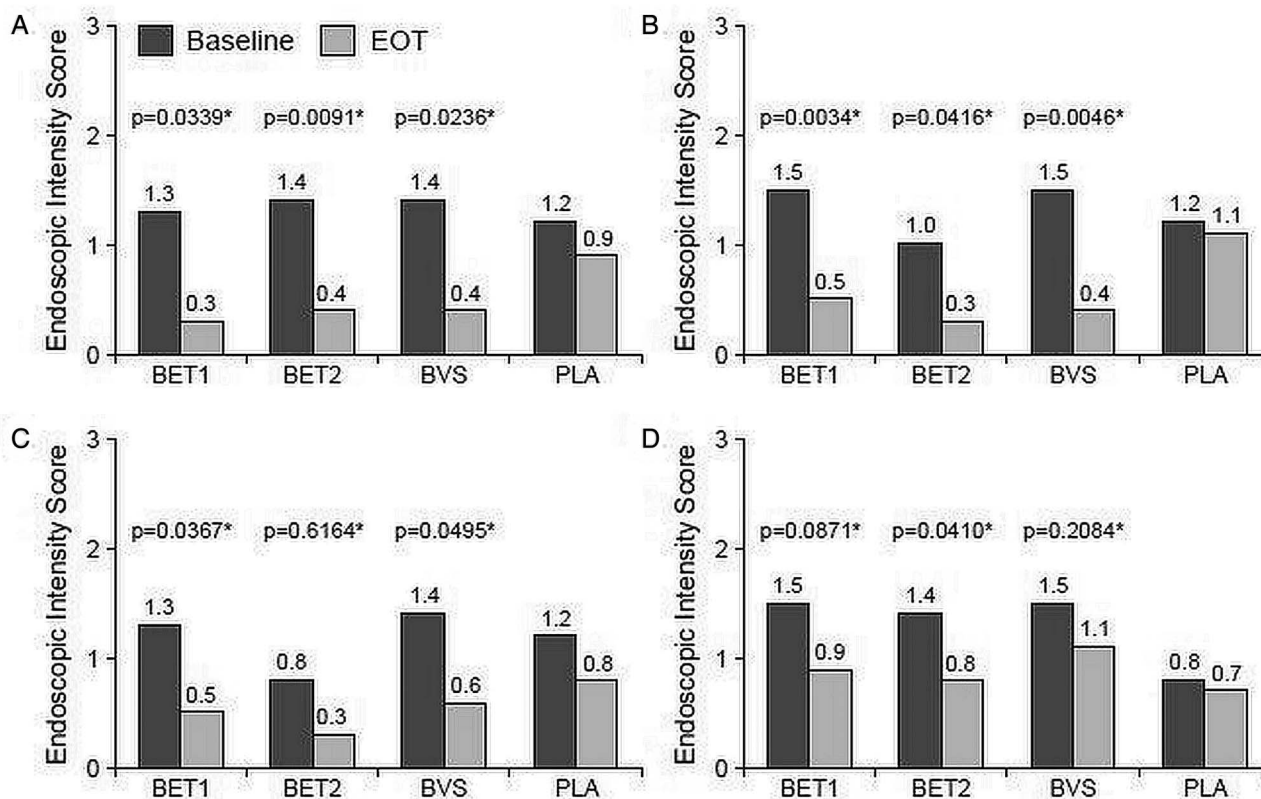 A
B
Baseline EOT
Endoscopic Intensity Score
3
2
1
0
p=0.0339* p=0.0091* p=0.0236*
1.3 0.3 1.4 0.4 1.4 0.4 1.2 0.9
BET1 BET2 BVS PLA
Endoscopic Intensity Score
3
2
1
0
p=0.0034* p=0.0416* p=0.0046*
1.5 0.5 1.0 0.3 1.5 0.4 1.2 1.1
BET1 BET2 BVS PLA
C
Endoscopic Intensity Score
3
2
1
0
p=0.0367* p=0.6164* p=0.0495*
1.3 0.5 0.8 0.3 1.4 0.6 1.2 0.8
BET1 BET2 BVS PLA
D
Endoscopic Intensity Score
3
2
1
0
p=0.0871* p=0.0410* p=0.2084*
1.5 0.9 1.4 0.8 1.5 1.1 0.8 0.7
BET1 BET2 BVS PLA